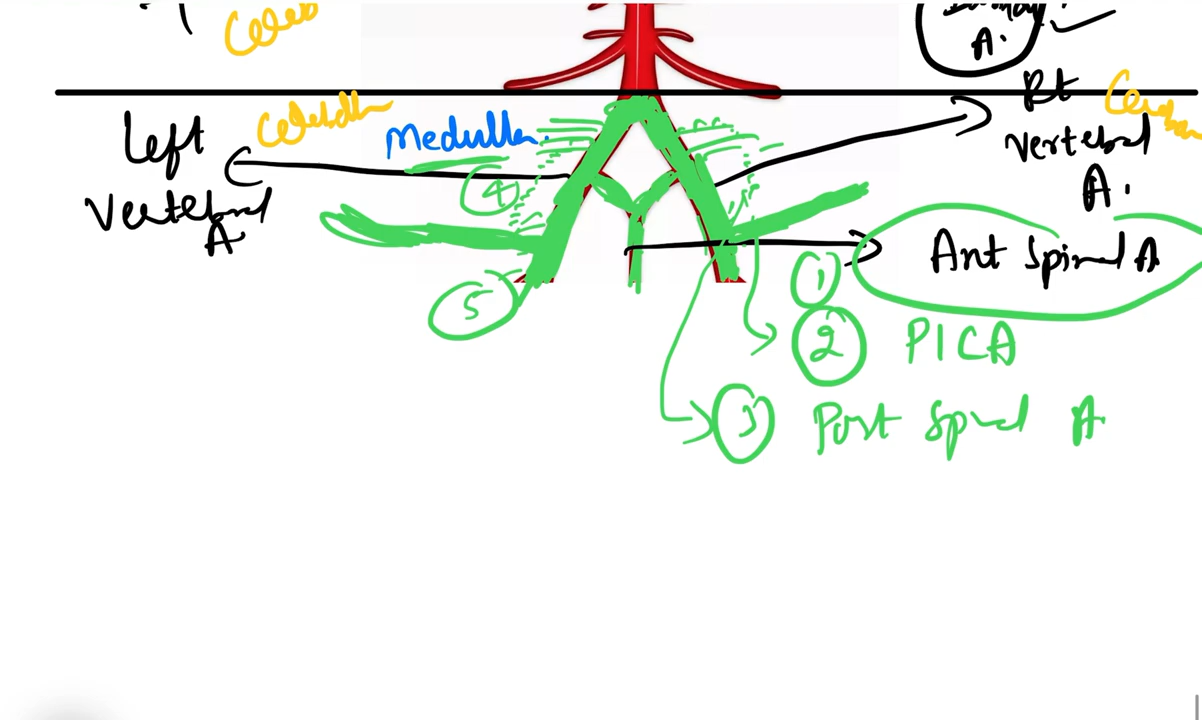 Left
Vertebral
A
Medulla
Rt
Vertebral
A.
A.
4
5
Ant Spinal A
1
2 PICA
3 Post Spinal A